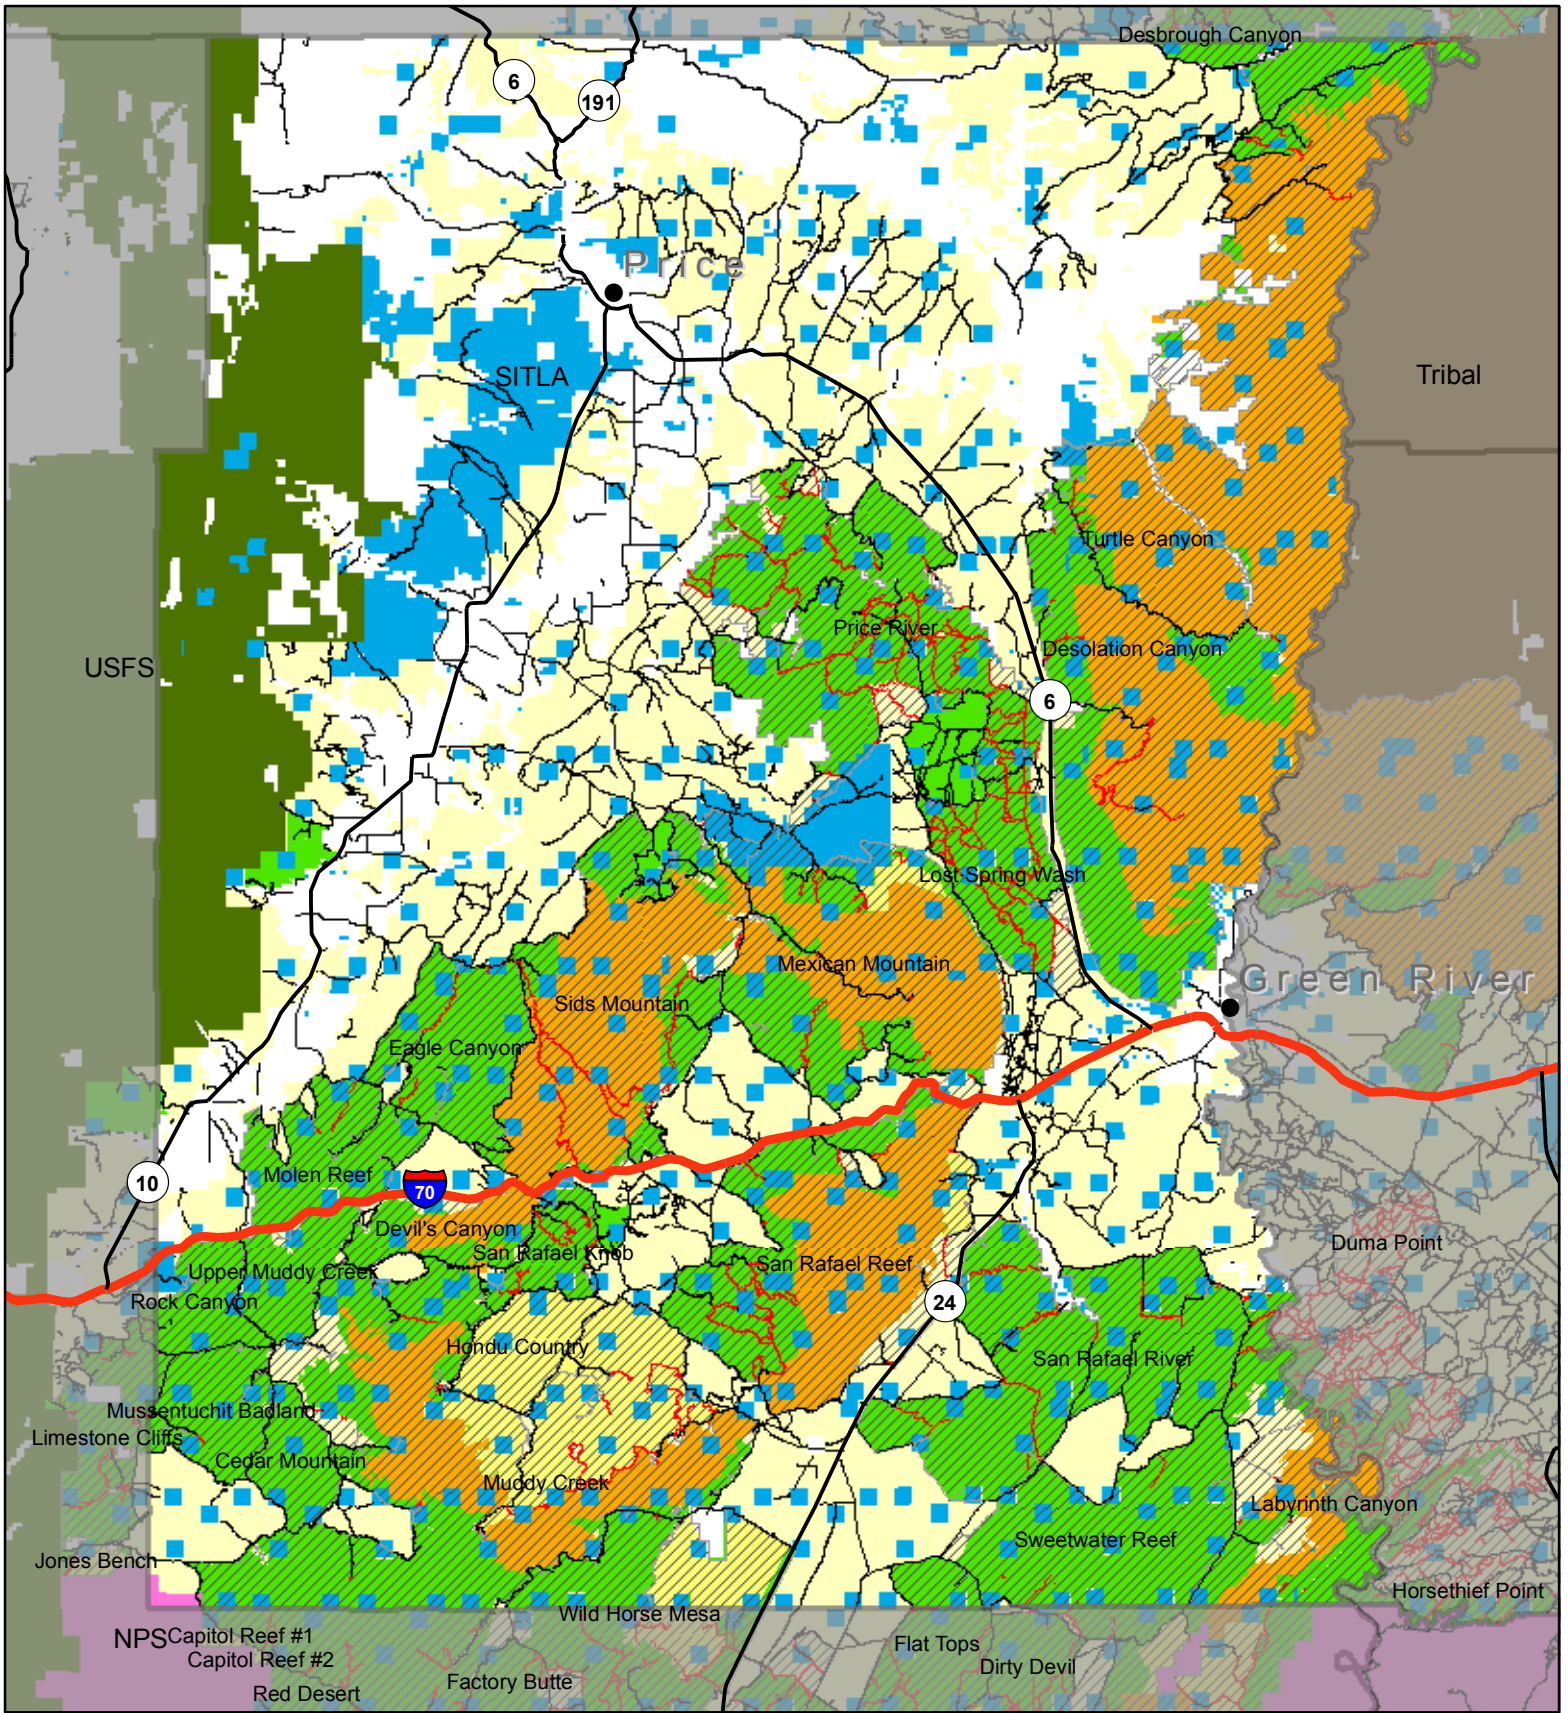 Desbrough Canyon
6
191
Price
SITLA
Tribal
Turtle Canyon
Price River
Desolation Canyon
USFS
6
Lost Spring Wash
Mexican Mountain
Green River
Sids Mountain
Eagle Canyon
Molen Reef
10
70
Devil's Canyon
San Rafael Knob
Duma Point
San Rafael Reef
Upper Muddy Creek
Rock Canyon
24
Hondu Country
San Rafael River
Mussentuchit Badland
Limestone Cliffs
Cedar Mountain
Muddy Creek
Labyrinth Canyon
Sweetwater Reef
Jones Bench
Horsethief Point
Wild Horse Mesa
NPS
Capitol Reef #1
Flat Tops
Capitol Reef #2
Dirty Devil
Factory Butte
Red Desert